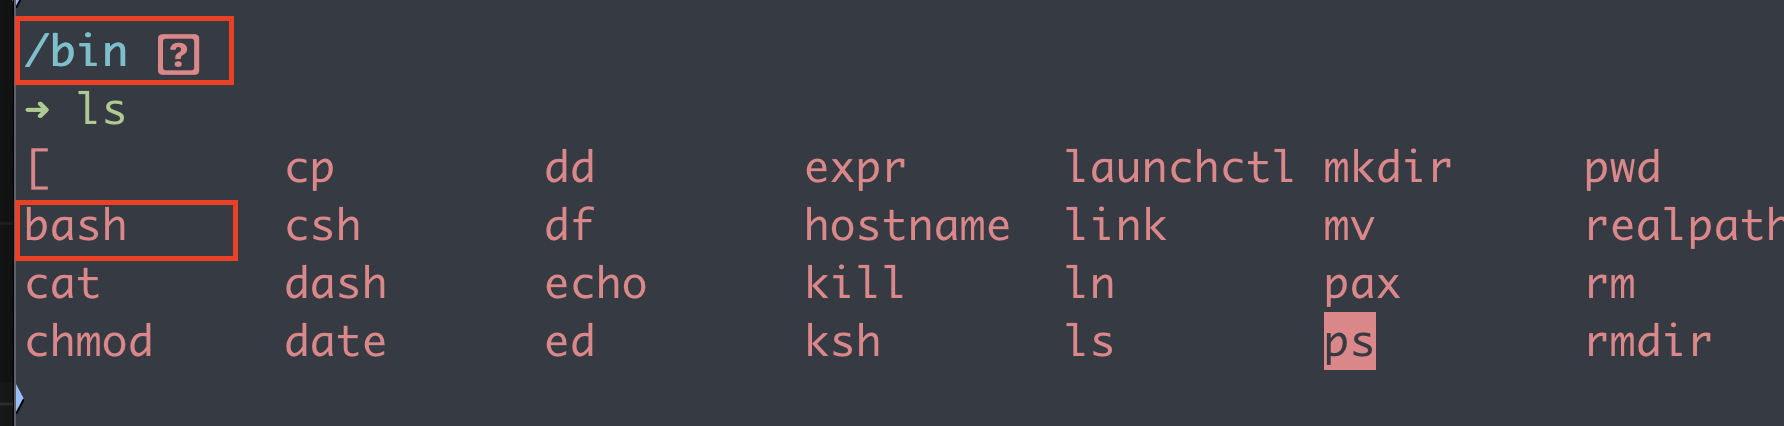 /bin ?
➜ ls
[ cp dd expr launchctl mkdir pwd
bash csh df hostname link mv realpath
cat dash echo kill ln pax rm
chmod date ed ksh ls ps rmdir